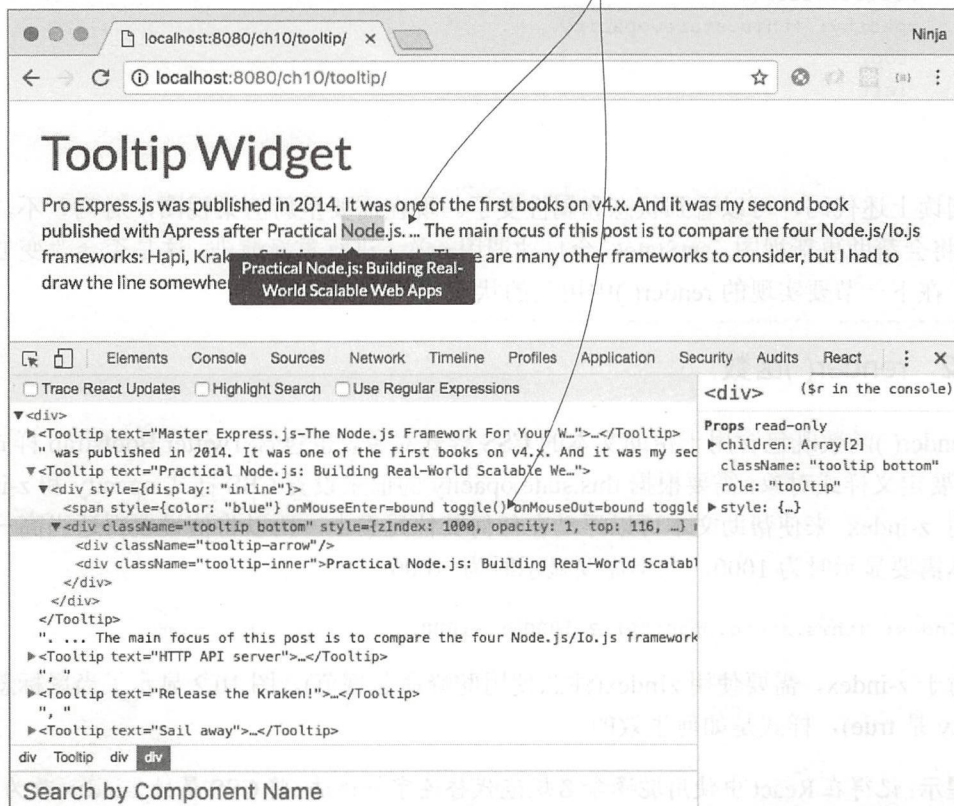 localhost:8080/ch10/tooltip/ ×
Ninja
localhost:8080/ch10/tooltip/
Tooltip Widget
Pro Express.js was published in 2014. It was one of the first books on v4.x. And it was my second book
published with Apress after Practical Node.js. ... The main focus of this post is to compare the four Node.js/Io.js
frameworks: Hapi, Krak are many other frameworks to consider, but I had to
draw the line somewhe
Practical Node.js: Building Real-
World Scalable Web Apps
Elements Console Sources Network Timeline Profiles Application Security Audits React
Trace React Updates Highlight Search Use Regular Expressions
▼<div>
▶<Tooltip text="Master Express.js-The Node.js Framework For Your W…">…</Tooltip>
" was published in 2014. It was one of the first books on v4.x. And it was my sec
▼<Tooltip text="Practical Node.js: Building Real-World Scalable We…">
▼<div style={display: "inline"}>
<span style={color: "blue"} onMouseEnter=bound toggle() onMouseOut=bound toggle
▼<div className="tooltip bottom" style={zIndex: 1000, opacity: 1, top: 116, …}
<div className="tooltip-arrow"/>
<div className="tooltip-inner">Practical Node.js: Building Real-World Scalabl
</div>
</div>
</Tooltip>
". ... The main focus of this post is to compare the four Node.js/Io.js framework
▶<Tooltip text="HTTP API server">…</Tooltip>
", "
▶<Tooltip text="Release the Kraken!">…</Tooltip>
", "
▶<Tooltip text="Sail away">…</Tooltip>
div Tooltip div div
Search by Component Name
<div> ($r in the console)
Props read-only
children: Array[2]
className: "tooltip bottom"
role: "tooltip"
▶ style: {…}